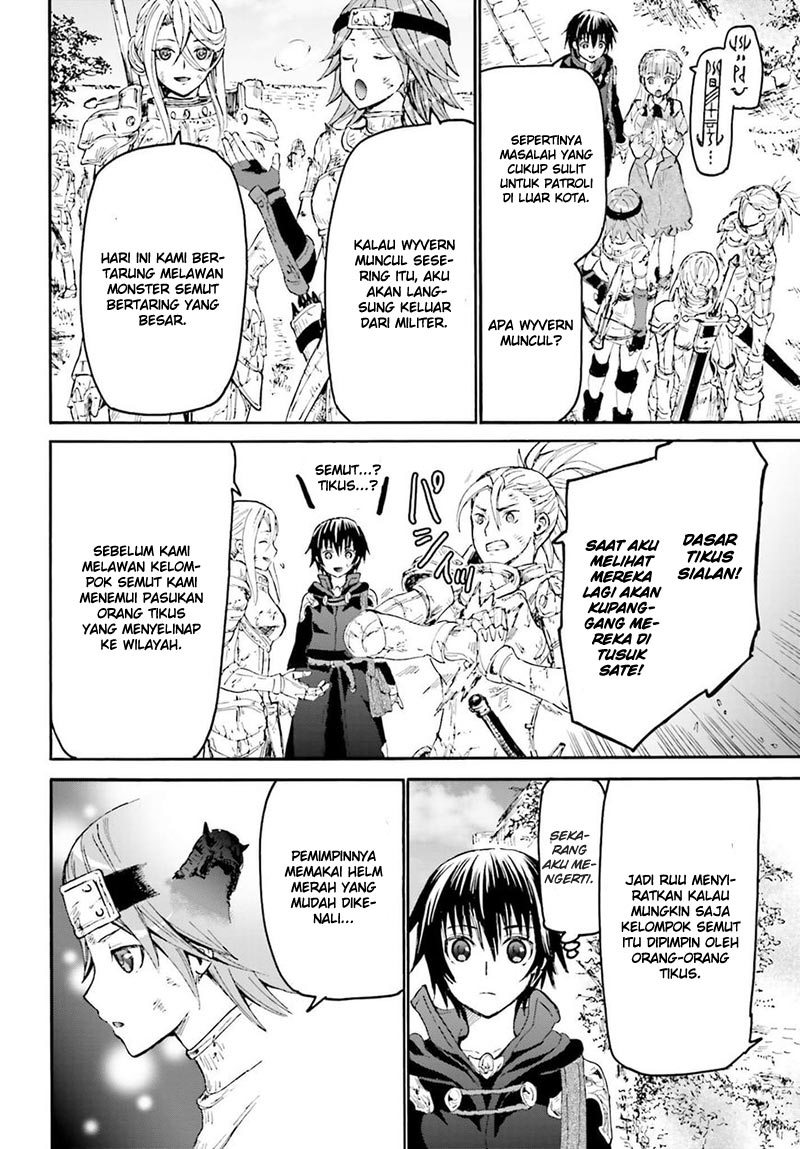 SEPERTINYA
MASALAH YANG
CUKUP SULIT
UNTUK PATROLI
DI LUAR KOTA.
APA WYVERN
MUNCUL?
KALAU WYVERN
MUNCUL SESE-
RING ITU, AKU
AKAN LANG-
SUNG KELUAR
DARI MILITER.
HARI INI KAMI BER-
TARUNG MELAWAN
MONSTER SEMUT
BERTARING YANG
BESAR.
DASAR
TIKUS
SIALAN!
SAAT AKU
MELIHAT
MEREKA
LAGI AKAN
KUPANG-
GANG ME-
REKA DI
TUSUK
SATE!
パシィッ
SEMUT...?
TIKUS...?
SEBELUM KAMI
MELAWAN KELOM-
POK SEMUT KAMI
MENEMUI PASUKAN
ORANG TIKUS
YANG MENYELINAP
KE WILAYAH.
JADI RUU MENYI-
RATKAN KALAU
MUNGKIN SAJA
KELOMPOK SEMUT
ITU DIPIMPIN OLEH
ORANG-ORANG
TIKUS.
SEKA-
RANG
AKU ME-
NGERTI.
PEMIMPINNYA
MEMAKAI HELM
MERAH YANG
MUDAH DIKE-
NALI...